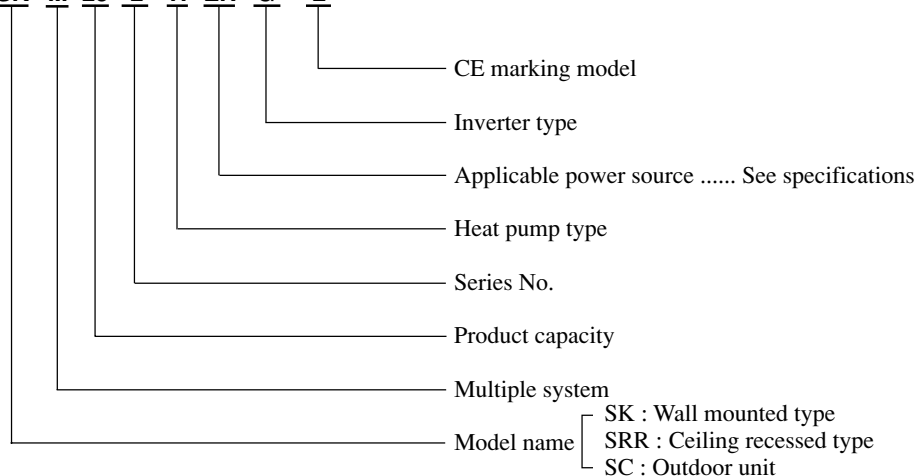 CE marking model
Inverter type
Applicable power source ...... See specifications
Heat pump type
Series No.
Product capacity
Multiple system
Model name
SK : Wall mounted type
SRR : Ceiling recessed type
SC : Outdoor unit